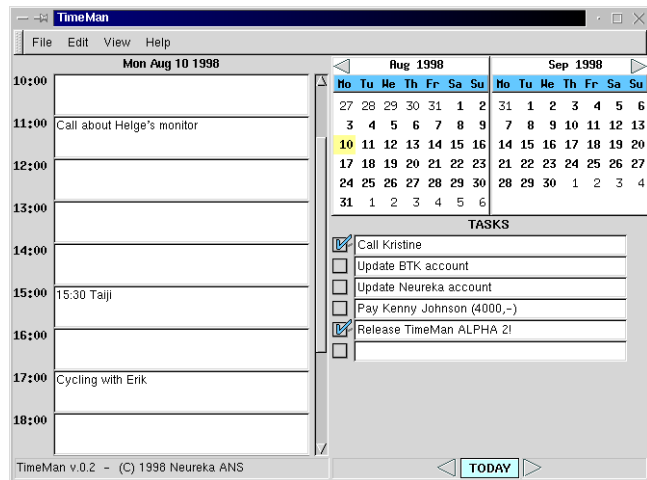 TimeMan
File Edit View Help
Mon Aug 10 1998
10:00
11:00 Call about Helge's monitor
12:00
13:00
14:00
15:00 15:30 Taiji
16:00
17:00 Cycling with Erik
18:00
TimeMan v.0.2 - (C) 1998 Neureka ANS
Aug 1998
Mo Tu We Th Fr Sa Su
27 28 29 30 31 1 2
3 4 5 6 7 8 9
10 11 12 13 14 15 16
17 18 19 20 21 22 23
24 25 26 27 28 29 30
31 1 2 3 4 5 6
Sep 1998
Mo Tu We Th Fr Sa Su
31 1 2 3 4 5 6
7 8 9 10 11 12 13
14 15 16 17 18 19 20
21 22 23 24 25 26 27
28 29 30 1 2 3 4
TASKS
Call Kristine
Update BTK account
Update Neureka account
Pay Kenny Johnson (4000,-)
Release TimeMan ALPHA 2!
TODAY